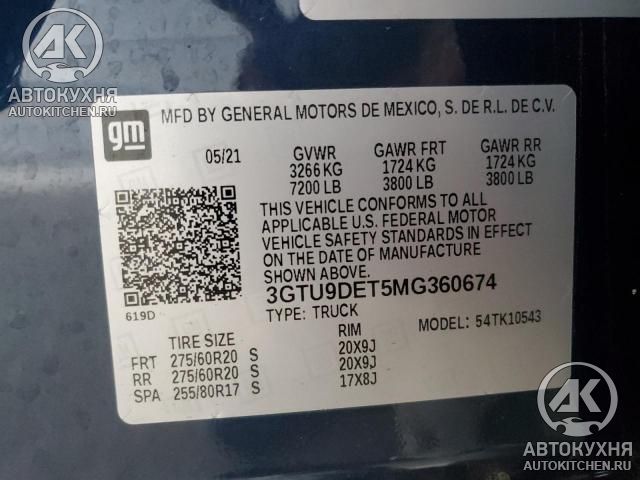 АК
АВТОКУХНЯ
AUTOKITCHEN.RU
gm
MFD BY GENERAL MOTORS DE MEXICO, S. DE R.L. DE C.V.
05/21 GVWR GAWR FRT GAWR RR
3266 KG 1724 KG 1724 KG
7200 LB 3800 LB 3800 LB
THIS VEHICLE CONFORMS TO ALL
APPLICABLE U.S. FEDERAL MOTOR
VEHICLE SAFETY STANDARDS IN EFFECT
ON THE DATE OF MANUFACTURE
SHOWN ABOVE.
619D
3GTU9DET5MG360674
TYPE: TRUCK MODEL: 54TK10543
TIRE SIZE RIM
FRT 275/60R20 S 20X9J
RR 275/60R20 S 20X9J
SPA 255/80R17 S 17X8J
АК
АВТОКУХНЯ
AUTOKITCHEN.RU